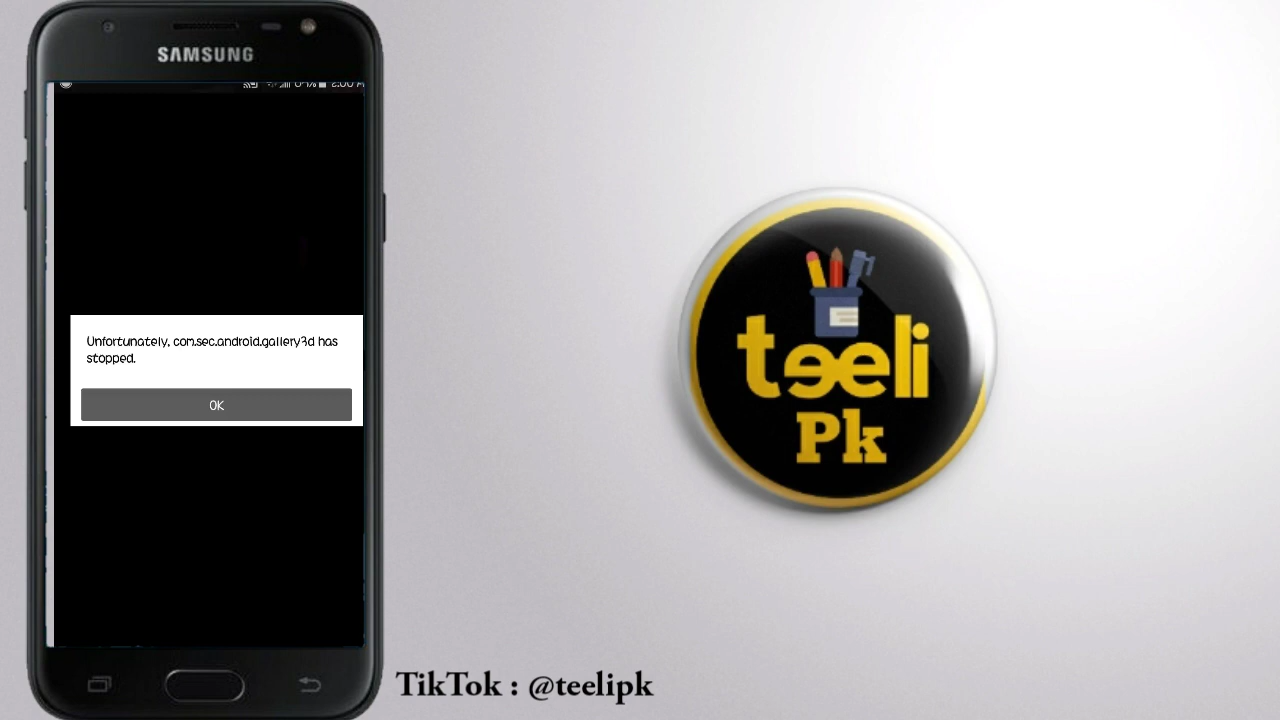 SAMSUNG
Unfortunately, com.sec.android.gallery3d has
stopped.
OK
teeli
Pk
TikTok : @teelipk